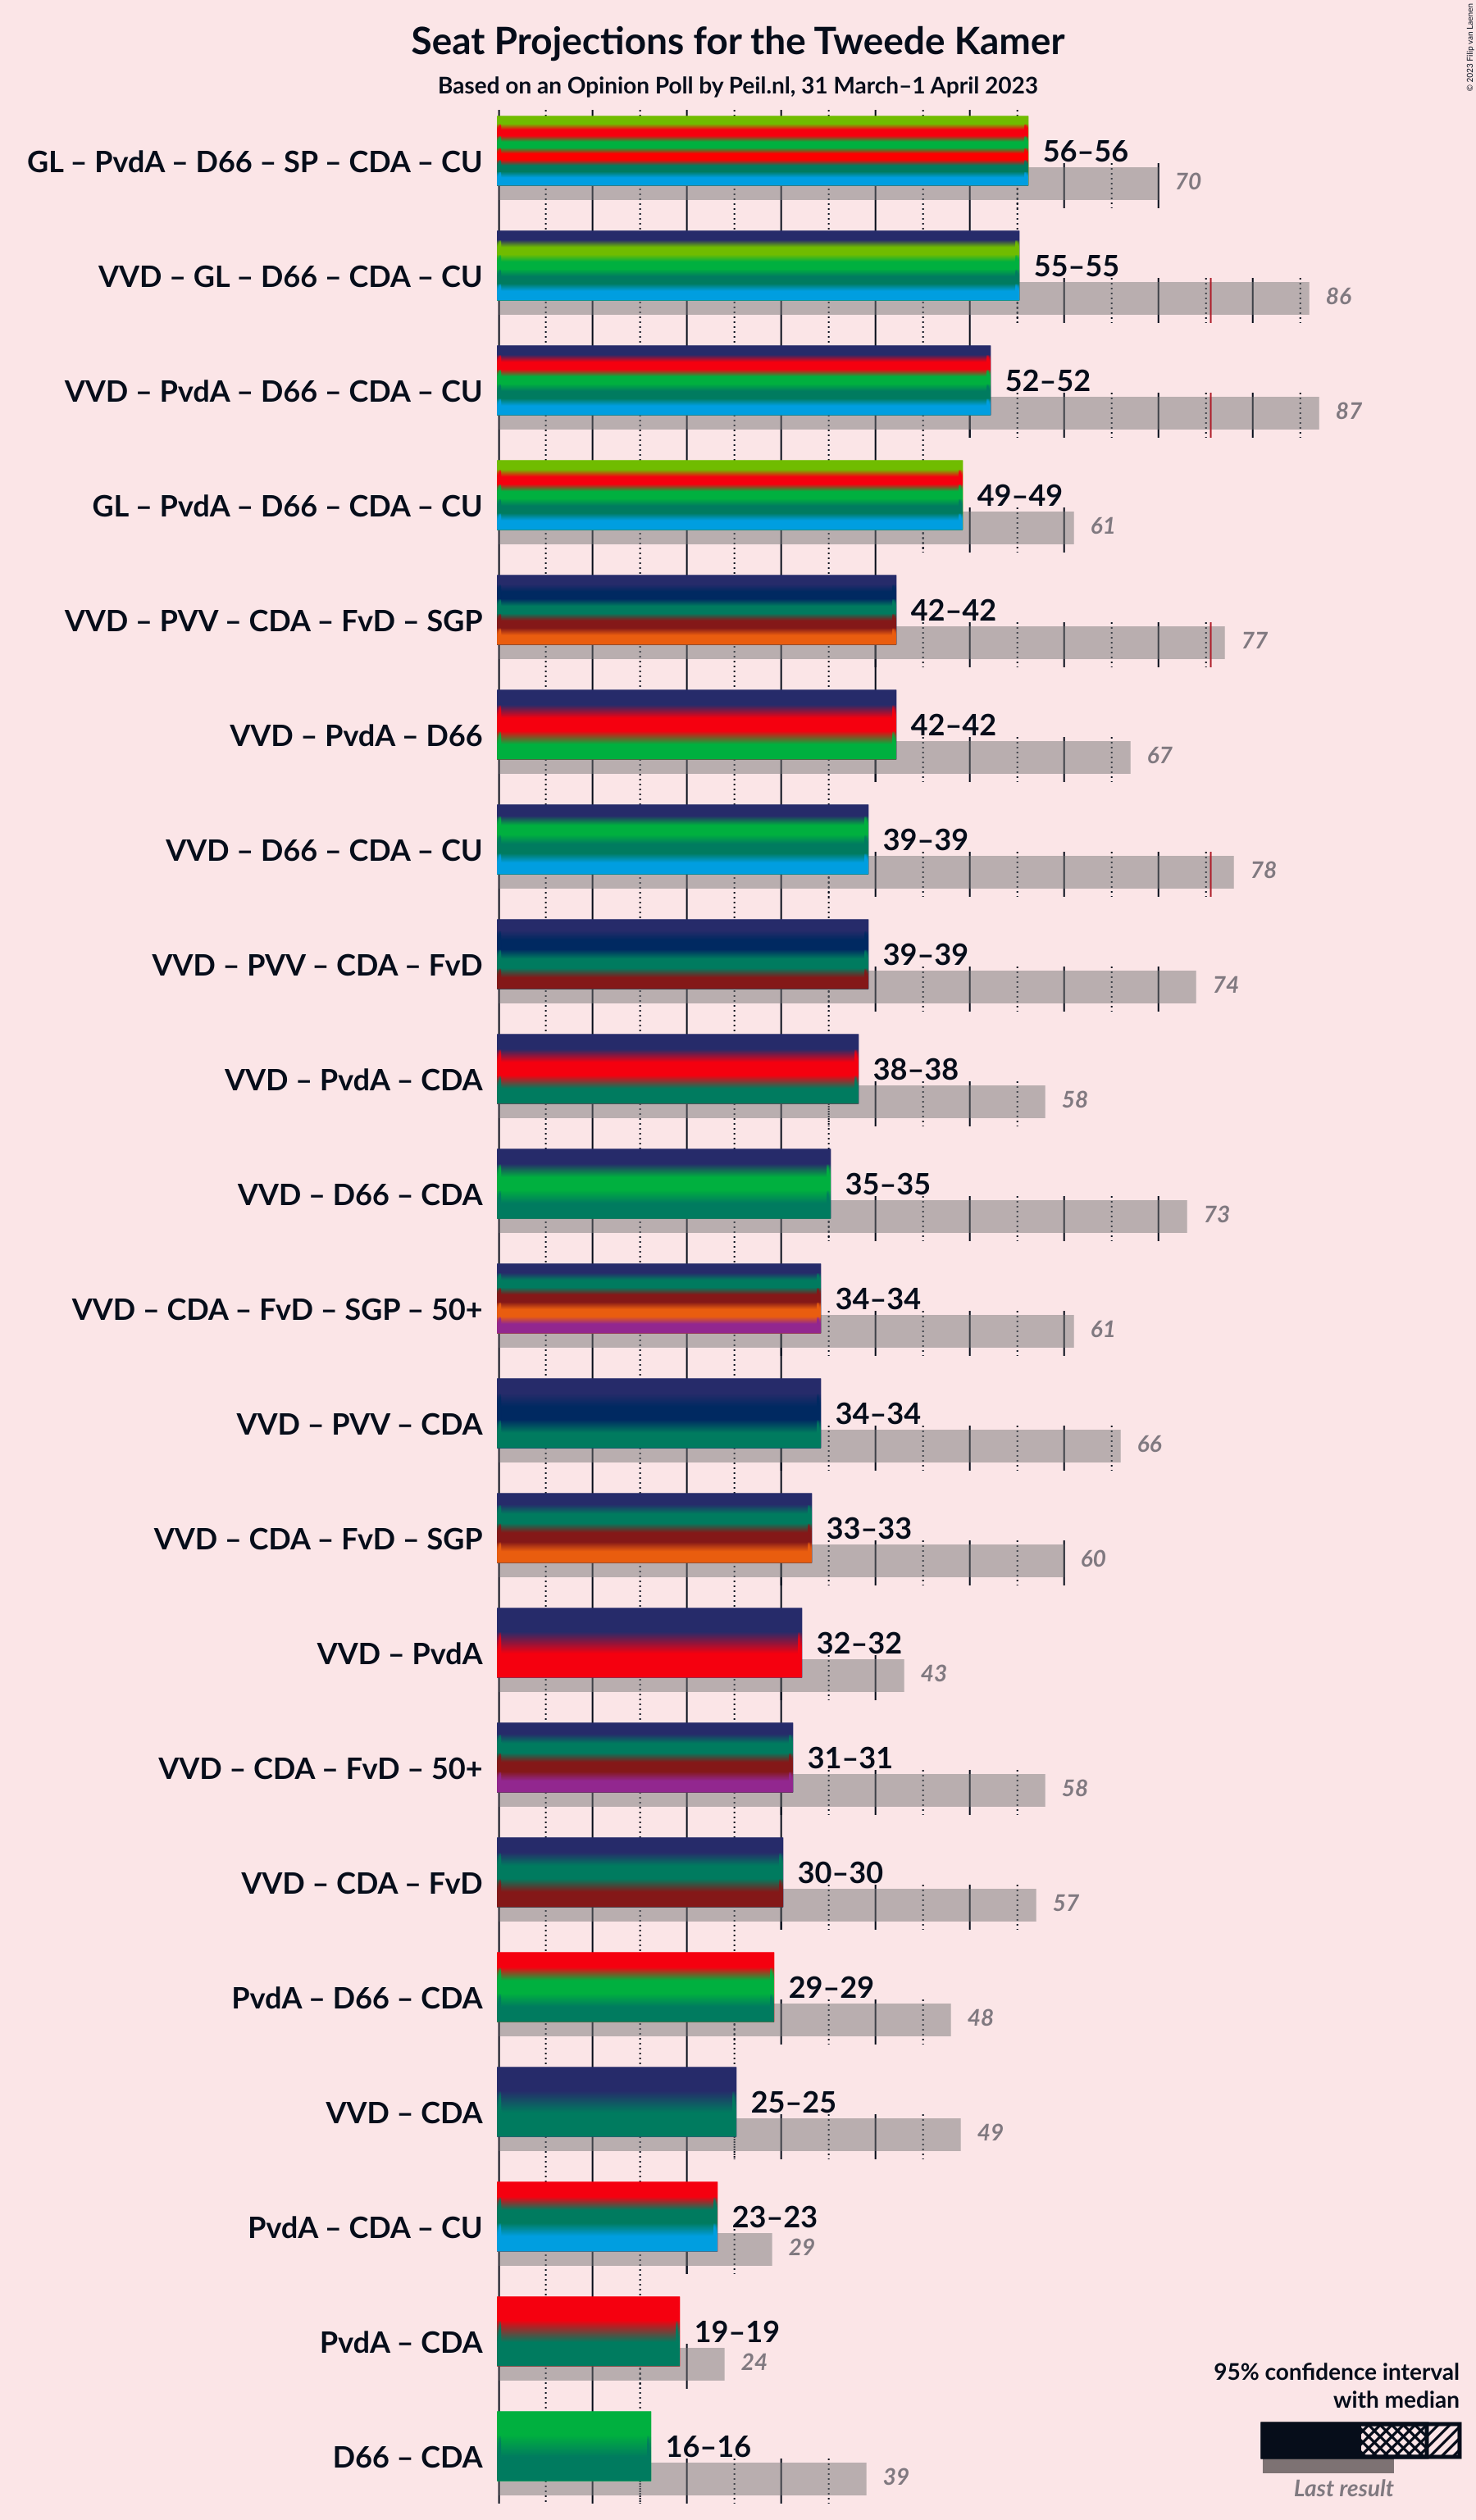 © 2023 Filip van Laenen
Seat Projections for the Tweede Kamer
Based on an Opinion Poll by Peil.nl, 31 March–1 April 2023
GL – PvdA – D66 – SP – CDA – CU 56–56 70
VVD – GL – D66 – CDA – CU 55–55 86
VVD – PvdA – D66 – CDA – CU 52–52 87
GL – PvdA – D66 – CDA – CU 49–49 61
VVD – PVV – CDA – FvD – SGP 42–42 77
VVD – PvdA – D66 42–42 67
VVD – D66 – CDA – CU 39–39 78
VVD – PVV – CDA – FvD 39–39 74
VVD – PvdA – CDA 38–38 58
VVD – D66 – CDA 35–35 73
VVD – CDA – FvD – SGP – 50+ 34–34 61
VVD – PVV – CDA 34–34 66
VVD – CDA – FvD – SGP 33–33 60
VVD – PvdA 32–32 43
VVD – CDA – FvD – 50+ 31–31 58
VVD – CDA – FvD 30–30 57
PvdA – D66 – CDA 29–29 48
VVD – CDA 25–25 49
PvdA – CDA – CU 23–23 29
PvdA – CDA 19–19 24
D66 – CDA 16–16 39
95% confidence interval
with median
Last result